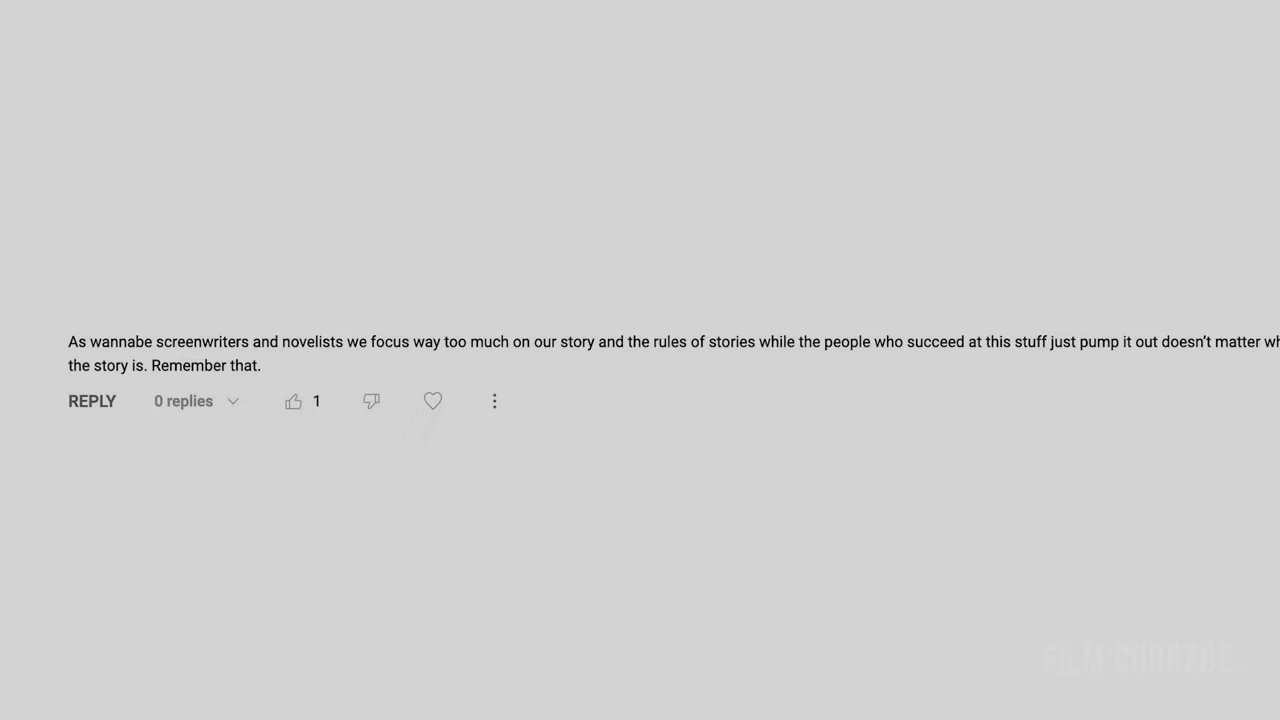 As wannabe screenwriters and novelists we focus way too much on our story and the rules of stories while the people who succeed at this stuff just pump it out doesn't matter
the story is. Remember that.
REPLY 0 replies 1
FILM COURAGE